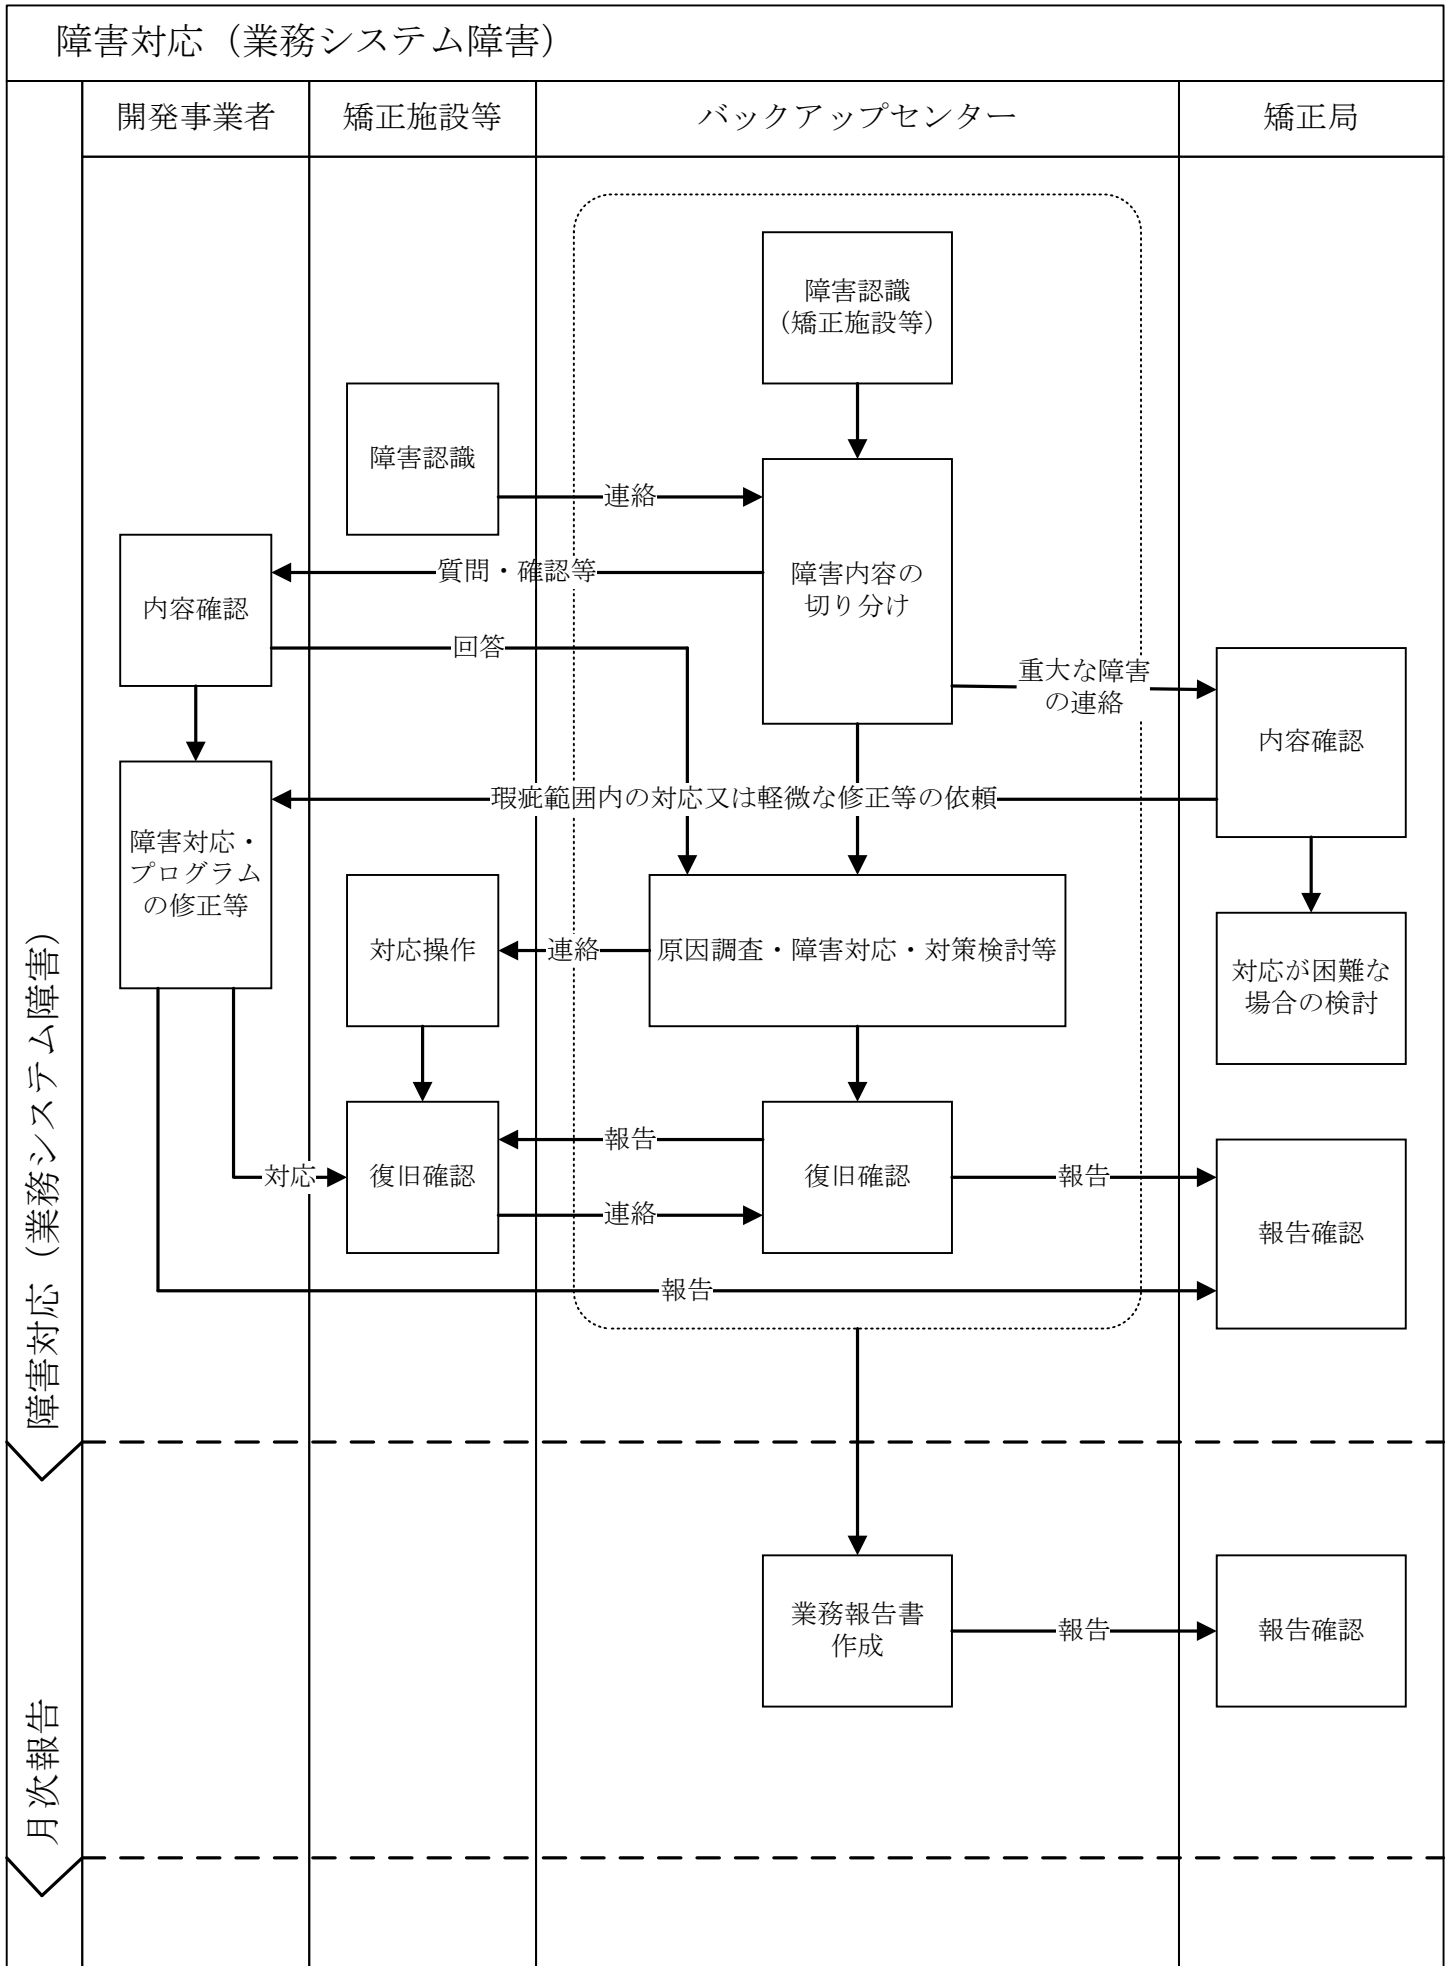 障害対応（業務システム障害）
開発事業者
矯正施設等
バックアップセンター
矯正局
障害認識
（矯正施設等）
障害認識
連絡
質問・確認等
障害内容の
切り分け
内容確認
回答
重大な障害
の連絡
内容確認
瑕疵範囲内の対応又は軽微な修正等の依頼
障害対応・
プログラム
の修正等
対応操作
連絡
原因調査・障害対応・対策検討等
対応が困難な
場合の検討
報告
対応
復旧確認
復旧確認
報告
連絡
報告確認
報告
障害対応（業務システム障害）
業務報告書
作成
報告
報告確認
月次報告